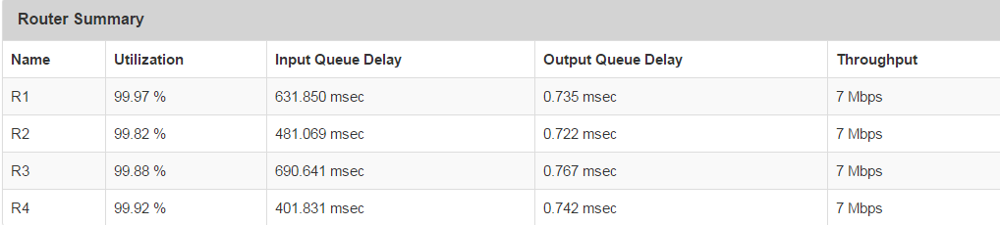 Router Summary
Name Utilization Input Queue Delay Output Queue Delay Throughput
R1 99.97 % 631.850 msec 0.735 msec 7 Mbps
R2 99.82 % 481.069 msec 0.722 msec 7 Mbps
R3 99.88 % 690.641 msec 0.767 msec 7 Mbps
R4 99.92 % 401.831 msec 0.742 msec 7 Mbps